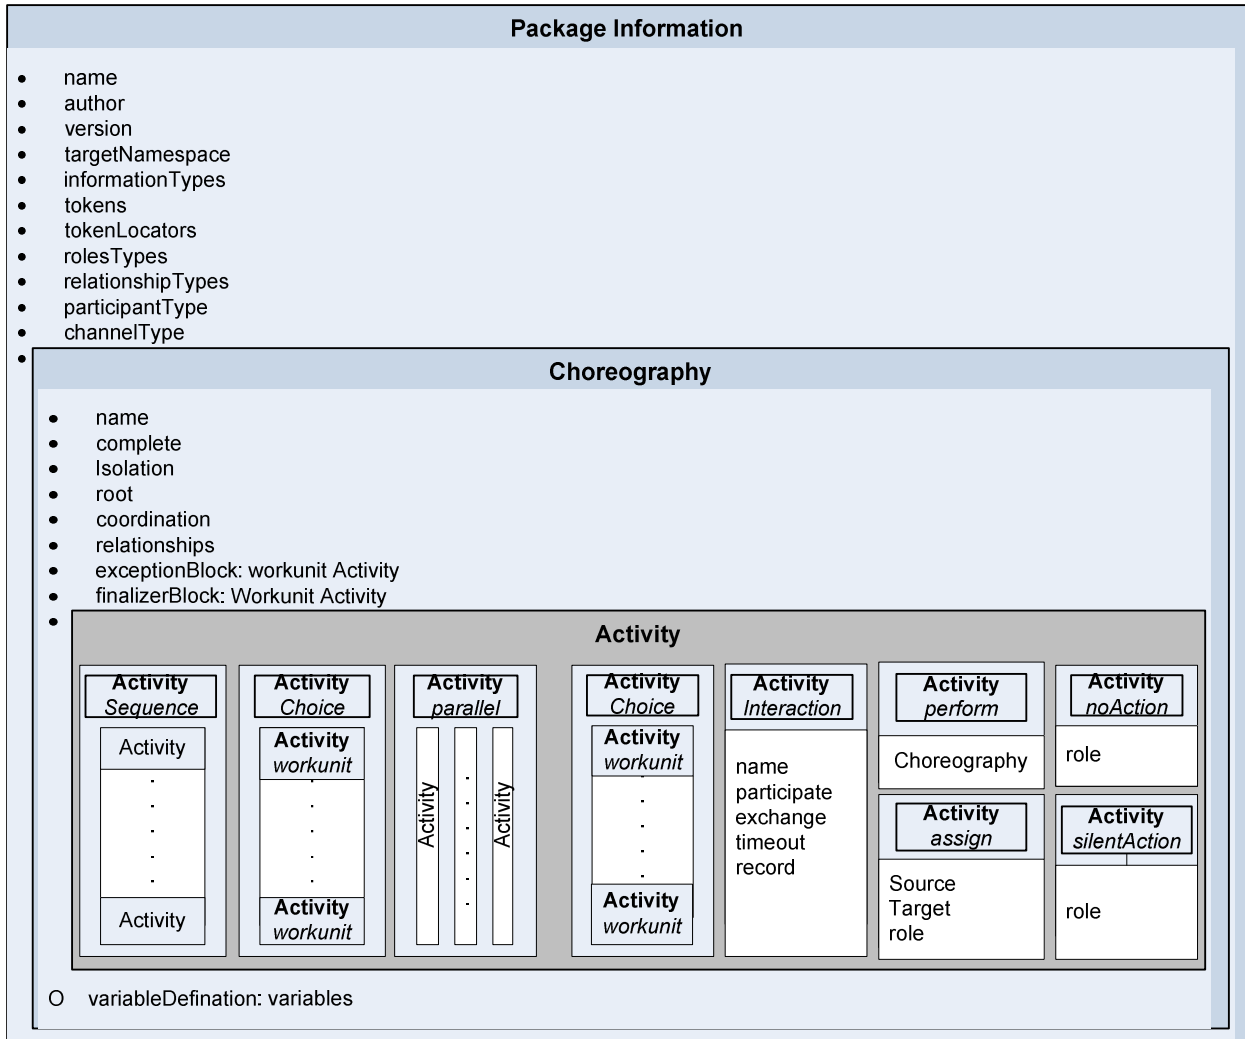 Package Information
• name
• author
• version
• targetNamespace
• informationTypes
• tokens
• tokenLocators
• rolesTypes
• relationshipTypes
• participantType
• channelType
•
Choreography
• name
• complete
• Isolation
• root
• coordination
• relationships
• exceptionBlock: workunit Activity
• finalizerBlock: Workunit Activity
•
Activity
Activity
Sequence
Activity
Activity
Activity
Choice
Activity
workunit
Activity
workunit
Activity
parallel
Activity
Activity
Activity
Choice
Activity
workunit
Activity
workunit
Activity
Interaction
name
participate
exchange
timeout
record
Activity
perform
Choreography
Activity
assign
Source
Target
role
Activity
noAction
role
Activity
silentAction
role
O variableDefination: variables